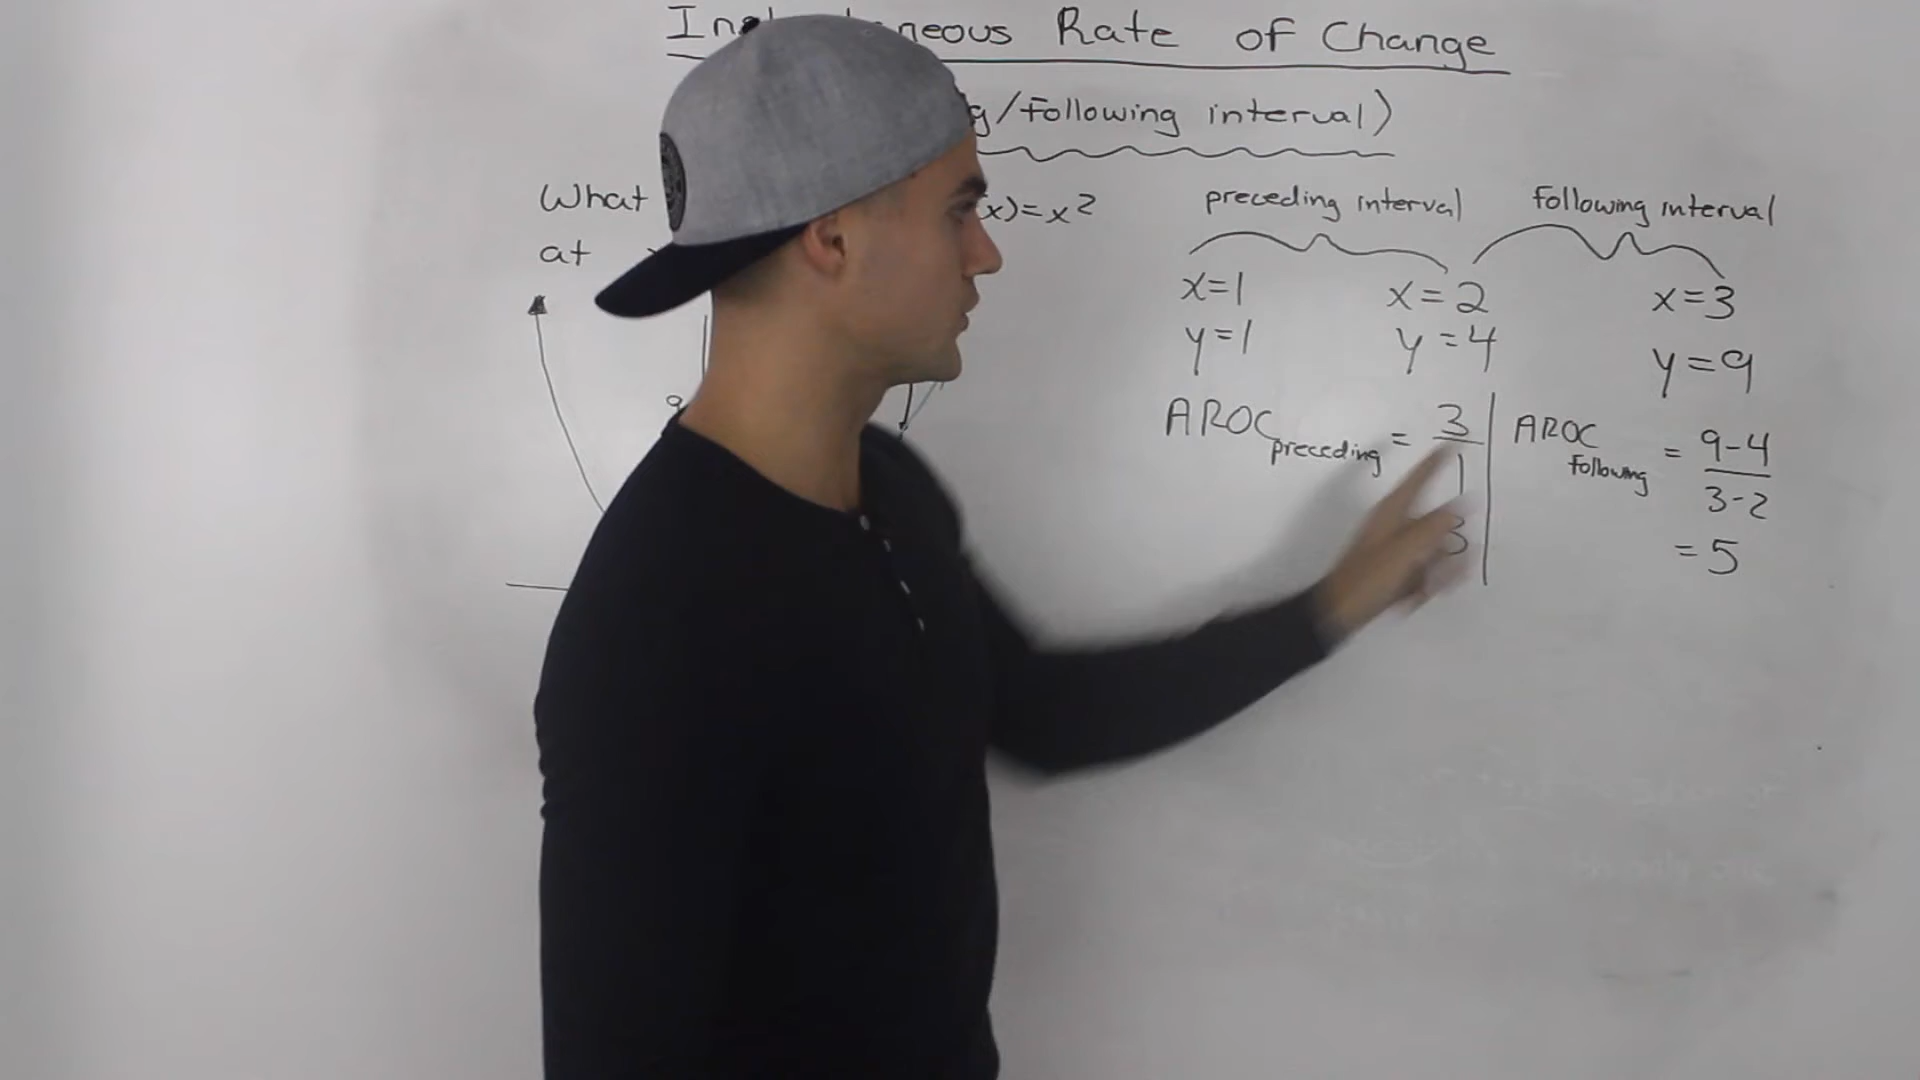 Rate of Change
/Following interval)
What (x)=x²
at
preceding interval
following interval
x=1 x=2 x=3
y=1 y=4 y=9
AROC preceding = 3/1
3
AROC Following = 9-4/3-2
= 5
9